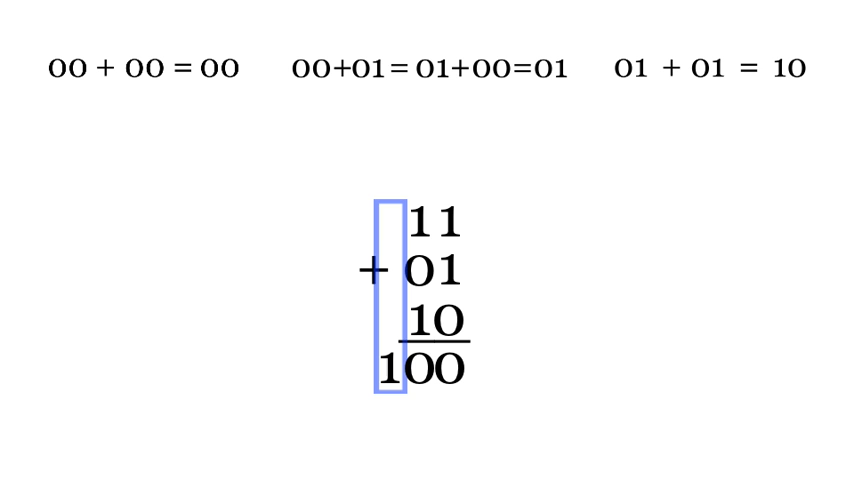 00 + 00 = 00 00+01= 01+00=01 01 + 01 = 10
11
+ 01
10
100